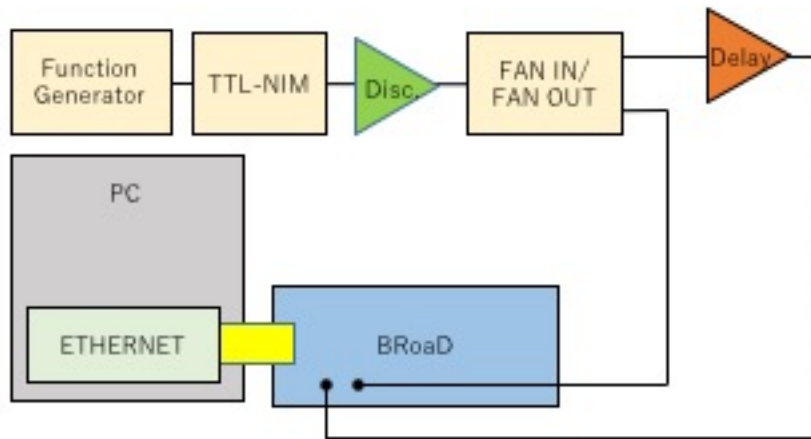 Function
Generator
TTL-NIM
Disc.
FAN IN/
FAN OUT
Delay
PC
ETHERNET
BRoaD